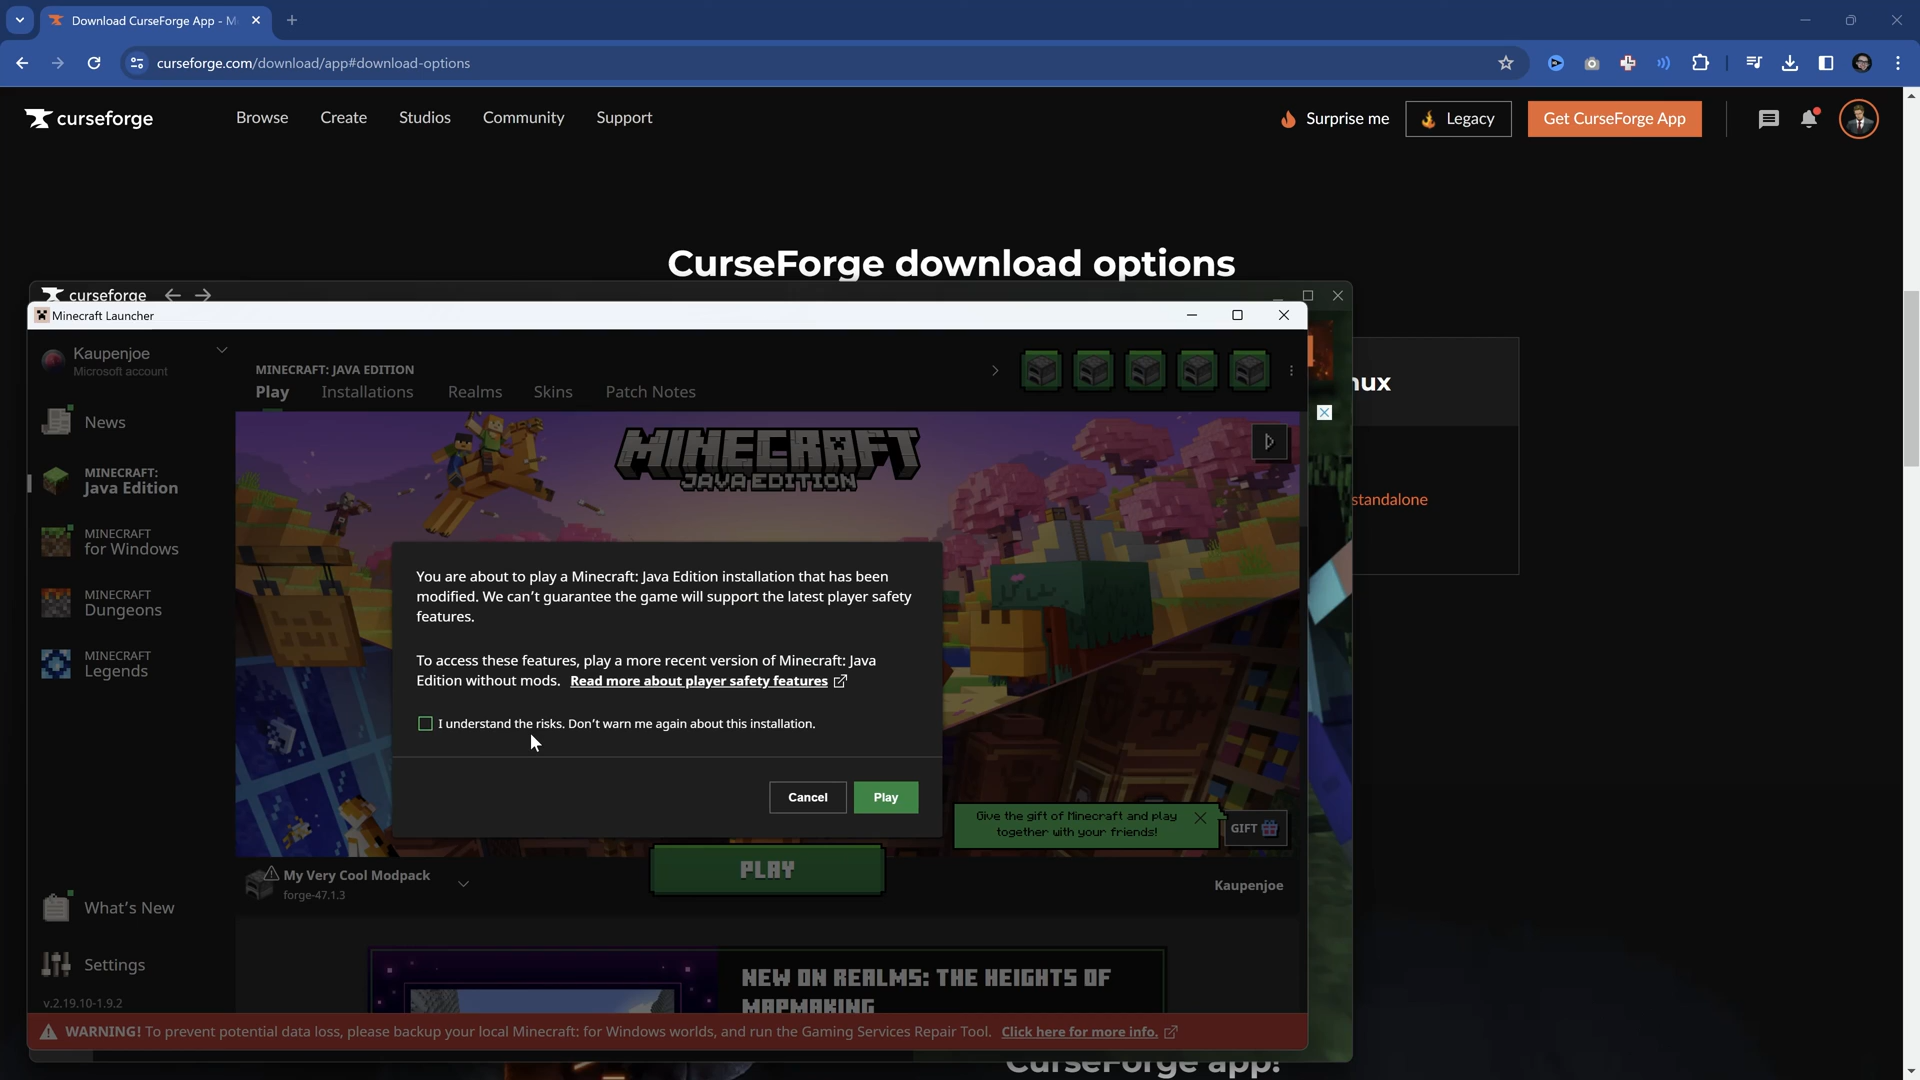 Download CurseForge App - M
curseforge.com/download/app#download-options
curseforge
Browse
Create
Studios
Community
Support
Surprise me
Legacy
Get CurseForge App
CurseForge download options
curseforge
Minecraft Launcher
Kaupenjoe
Microsoft account
MINECRAFT: JAVA EDITION
Play
Installations
Realms
Skins
Patch Notes
nux
standalone
News
MINECRAFT:
Java Edition
MINECRAFT
for Windows
MINECRAFT
Dungeons
MINECRAFT
Legends
MINECRAFT
JAVA EDITION
You are about to play a Minecraft: Java Edition installation that has been
modified. We can't guarantee the game will support the latest player safety
features.
To access these features, play a more recent version of Minecraft: Java
Edition without mods. Read more about player safety features
I understand the risks. Don't warn me again about this installation.
Cancel
Play
Give the gift of Minecraft and play
together with your friends!
GIFT
My Very Cool Modpack
forge-47.1.3
PLAY
Kaupenjoe
What's New
Settings
v.2.19.10-1.9.2
NEW ON REALMS: THE HEIGHTS OF
MAPMAKING
WARNING! To prevent potential data loss, please backup your local Minecraft: for Windows worlds, and run the Gaming Services Repair Tool. Click here for more info.
CurseForge app!